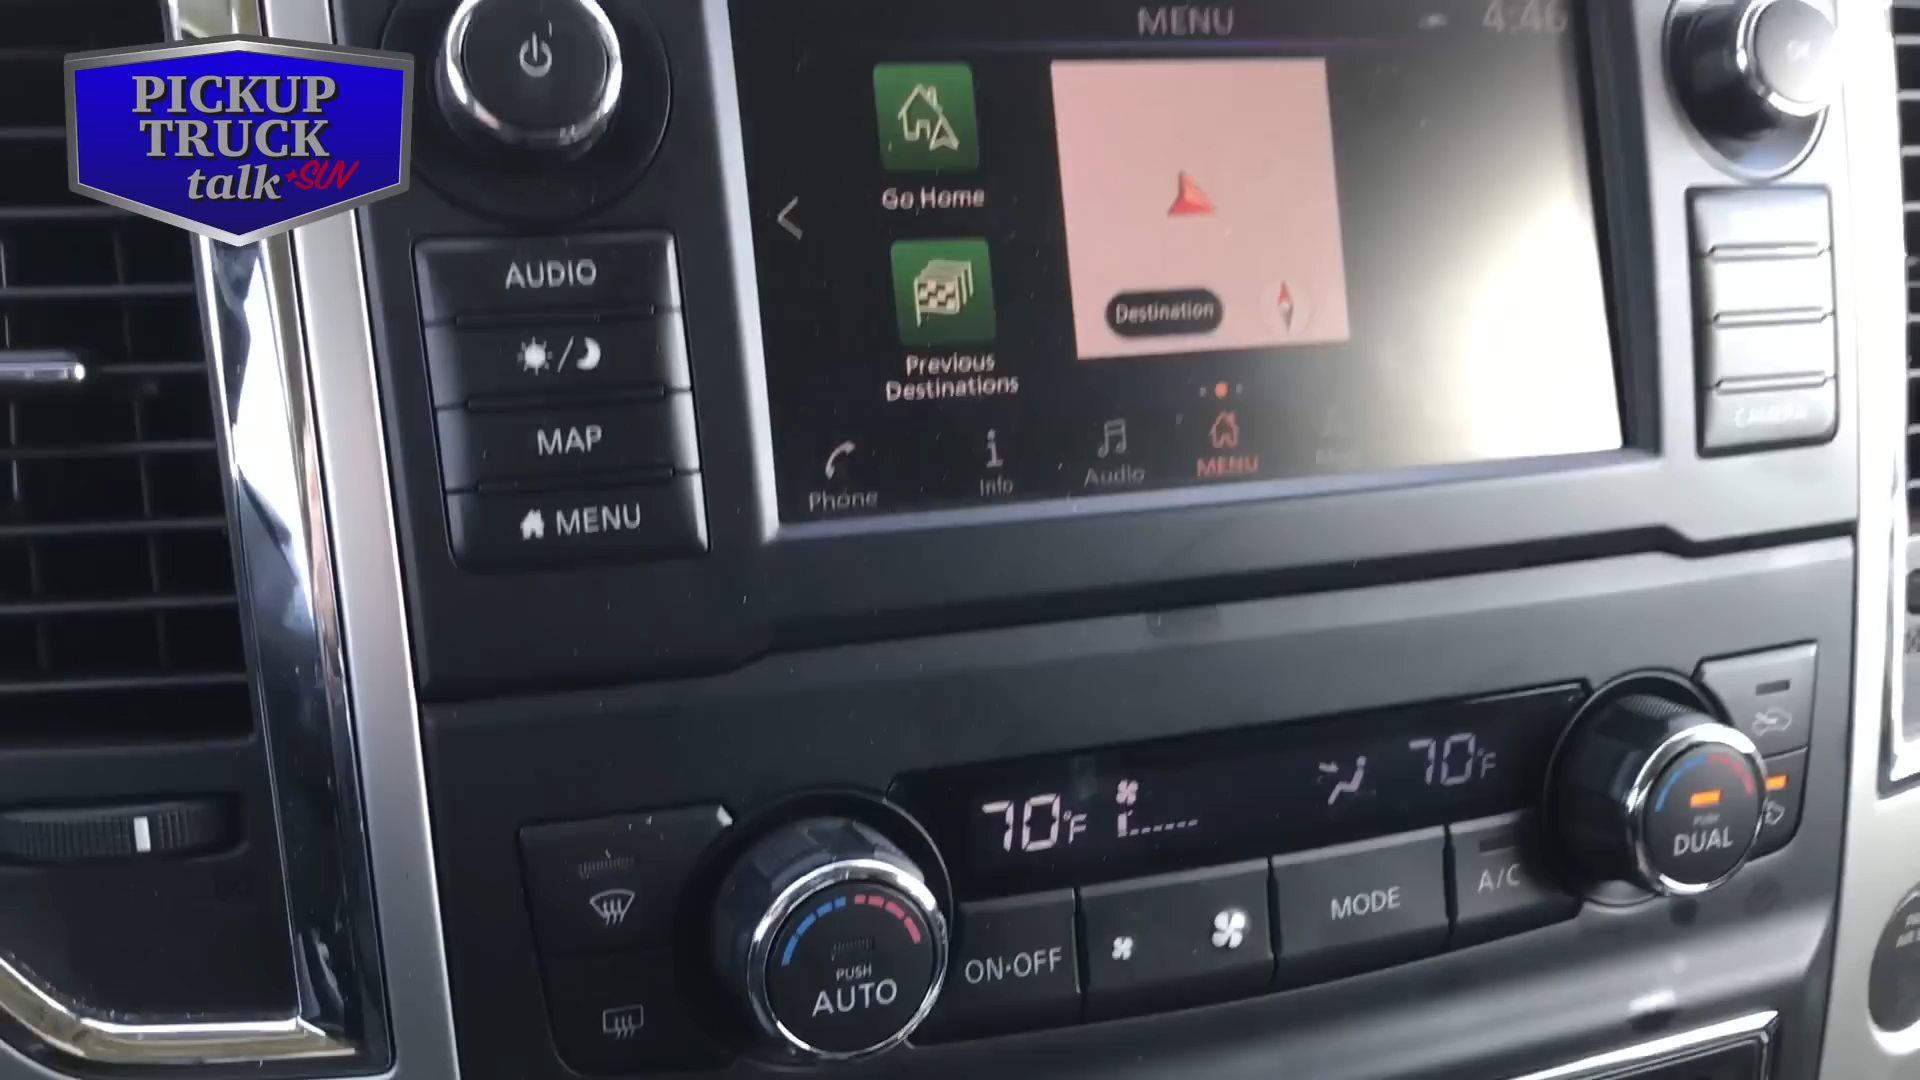 PICKUP
TRUCK
talk +SUV
MENU
4:46
Go Home
Previous
Destinations
Destination
Phone
Info
Audio
MENU
AUDIO
MAP
MENU
CAMERA
70°F
70°F
PUSH
AUTO
ON·OFF
MODE
A/C
PUSH
DUAL